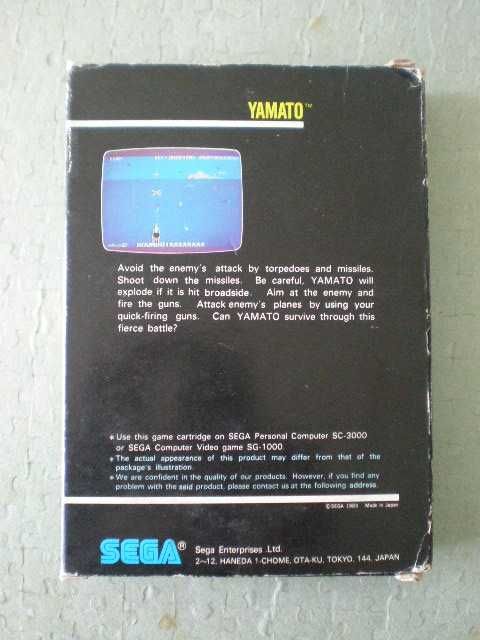 YAMATO™
Avoid the enemy's attack by torpedoes and missiles.
Shoot down the missiles. Be careful, YAMATO will
explode if it is hit broadside. Aim at the enemy and
fire the guns. Attack enemy's planes by using your
quick-firing guns. Can YAMATO survive through this
fierce battle?
*Use this game cartridge on SEGA Personal Computer SC-3000
or SEGA Computer Video game SG-1000
*The actual appearance of this product may differ from that of the
package's illustration.
*We are confident in the quality of our products. However, if you find any
problem with the said product, please contact us at the following address.
©SEGA 1983 Made in Japan
SEGA® Sega Enterprises Ltd.
2-12, HANEDA 1-CHOME, OTA-KU, TOKYO, 144, JAPAN